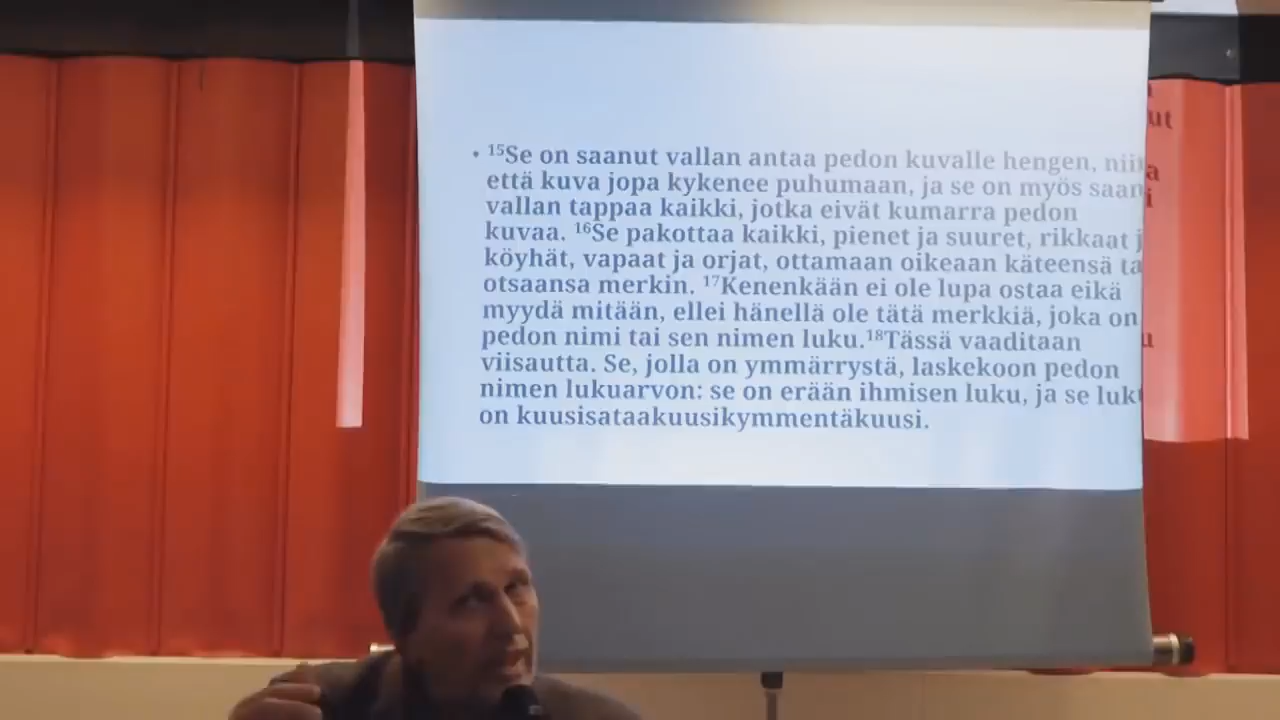 • ¹⁵Se on saanut vallan antaa pedon kuvalle hengen, niin
että kuva jopa kykenee puhumaan, ja se on myös saan
vallan tappaa kaikki, jotka eivät kumarra pedon
kuvaa. ¹⁶Se pakottaa kaikki, pienet ja suuret, rikkaat j
köyhät, vapaat ja orjat, ottamaan oikeaan käteensä ta
otsaansa merkin. ¹⁷Kenenkään ei ole lupa ostaa eikä
myydä mitään, ellei hänellä ole tätä merkkiä, joka on
pedon nimi tai sen nimen luku.¹⁸Tässä vaaditaan
viisautta. Se, jolla on ymmärrystä, laskekoon pedon
nimen lukuarvon: se on erään ihmisen luku, ja se luku
on kuusisataakuusikymmentäkuusi.